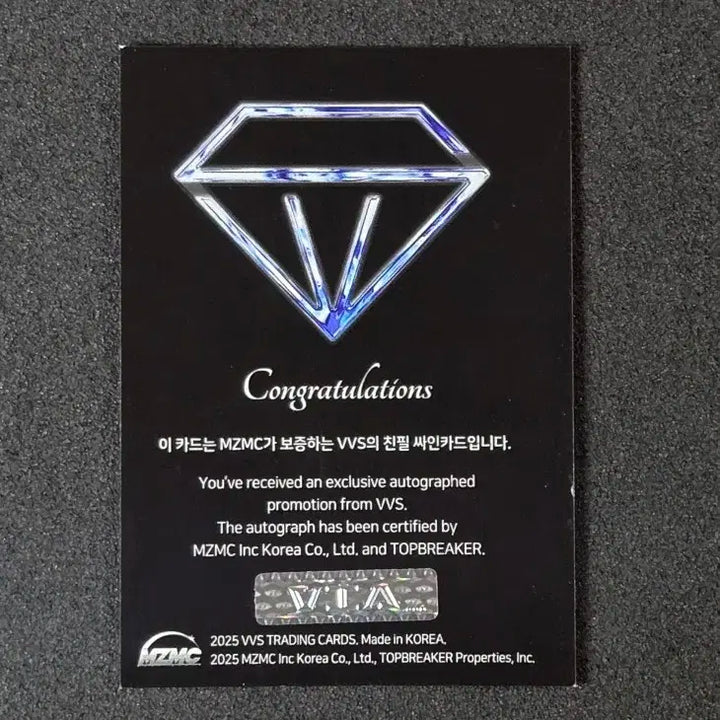 Congratulations
이 카드는 MZMC가 보증하는 VVS의 친필 싸인카드입니다.
You've received an exclusive autographed
promotion from VVS.
The autograph has been certified by
MZMC Inc Korea Co., Ltd. and TOPBREAKER.
MZMC
2025 VVS TRADING CARDS. Made in KOREA.
2025 MZMC Inc Korea Co., Ltd., TOPBREAKER Properties, Inc.